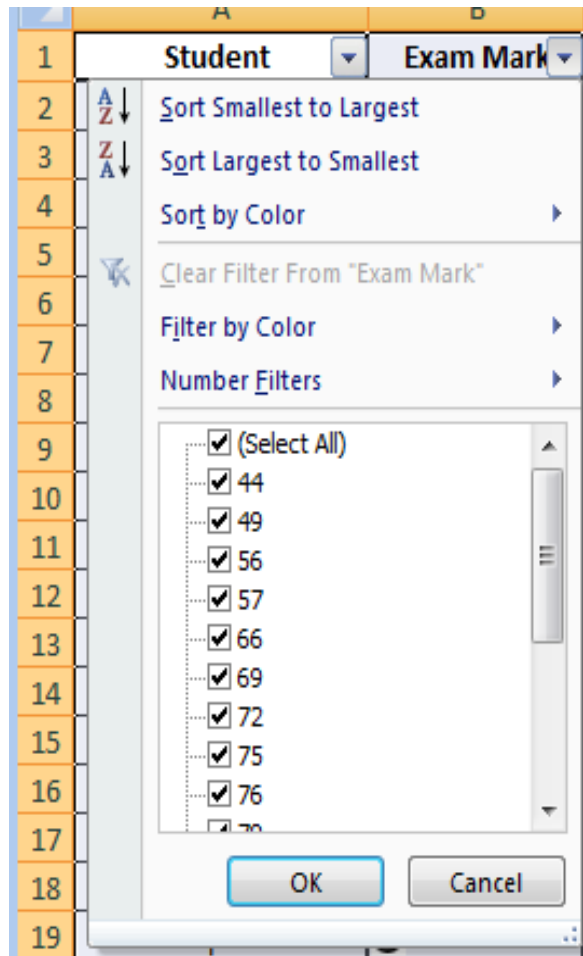 A B
1 Student Exam Mark
2 Sort Smallest to Largest
3 Sort Largest to Smallest
4 Sort by Color
5 Clear Filter From "Exam Mark"
6
Filter by Color
7
Number Filters
8
9 (Select All)
10 44
49
11 56
12 57
13 66
14 69
72
15 75
16 76
17
18 OK Cancel
19